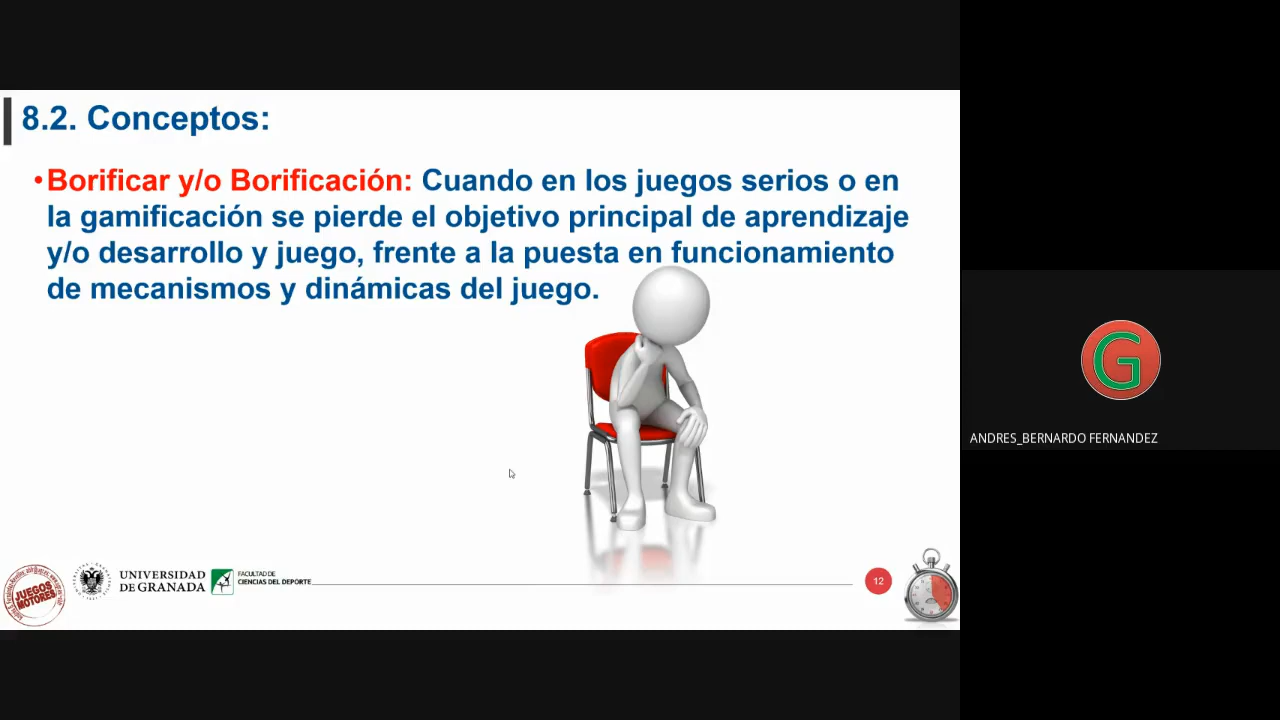 8.2. Conceptos:
•Borificar y/o Borificación: Cuando en los juegos serios o en
la gamificación se pierde el objetivo principal de aprendizaje
y/o desarrollo y juego, frente a la puesta en funcionamiento
de mecanismos y dinámicas del juego.
G
ANDRES_BERNARDO FERNANDEZ
JUEGOS
MOTORES
UNIVERSIDAD
DE GRANADA
FACULTAD DE
CIENCIAS DEL DEPORTE
12